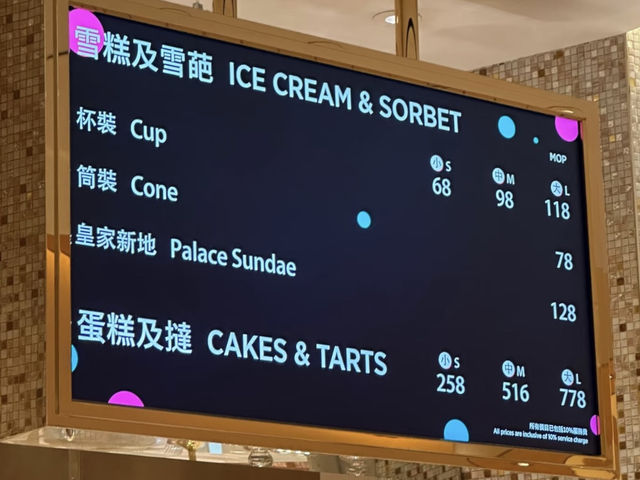 雪糕及雪葩 ICE CREAM & SORBET
MOP
杯裝 Cup 小 S 中 M 大 L
68 98 118
筒裝 Cone 78
皇家新地 Palace Sundae 128
蛋糕及撻 CAKES & TARTS 小 S 中 M 大 L
258 516 778
所有價目已包括10%服務費
All prices are inclusive of 10% service charge